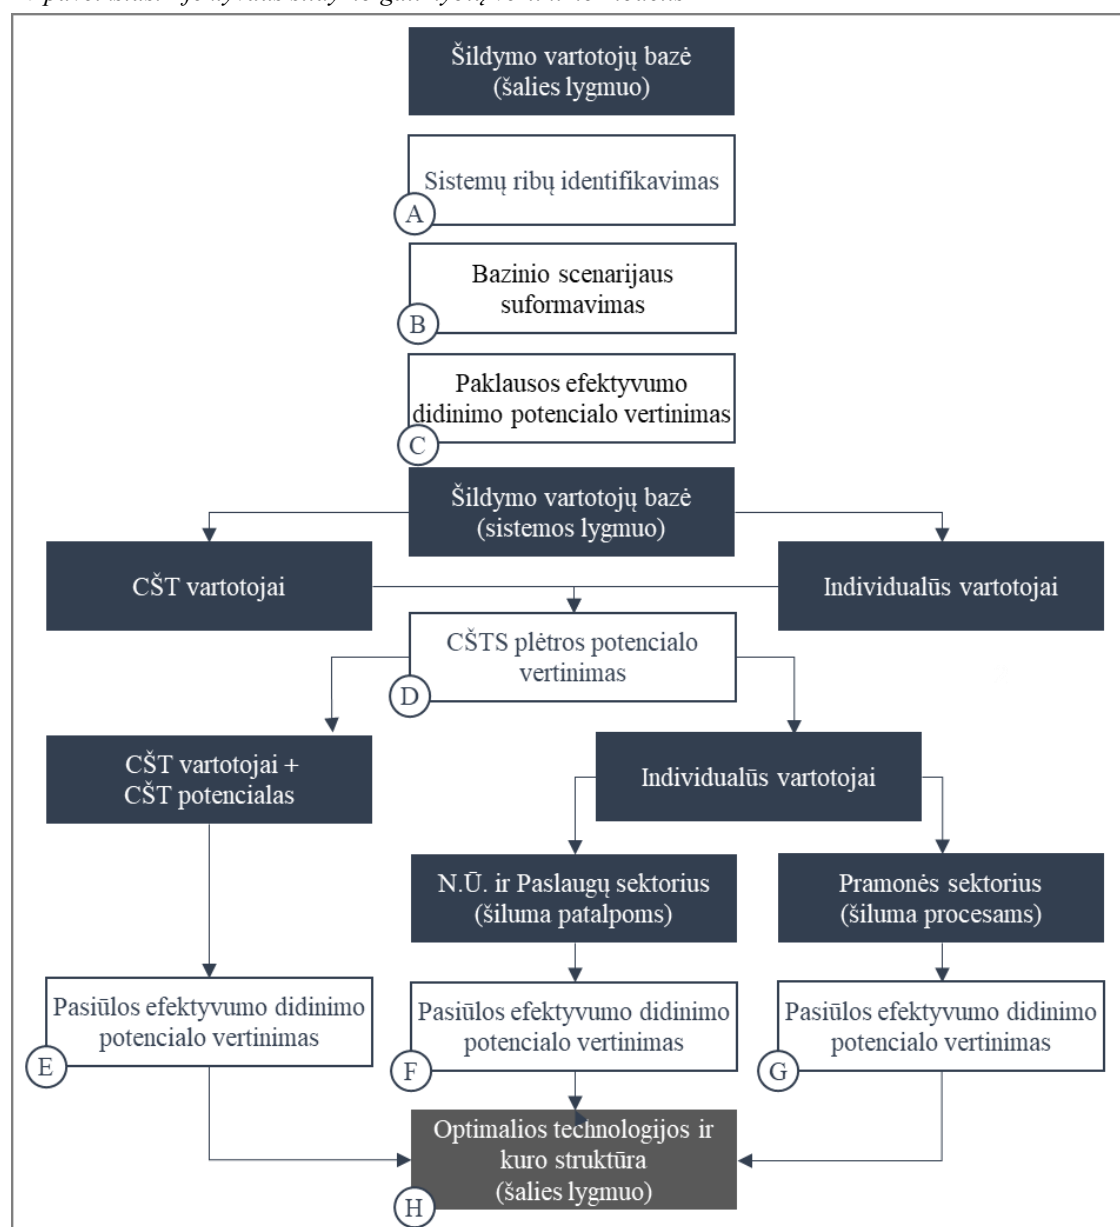 Šildymo vartotojų bazė
(šalies lygmuo)
Sistemų ribų identifikavimas
A
Bazinio scenarijaus
suformavimas
B
Paklausos efektyvumo
didinimo potencialo vertinimas
C
Šildymo vartotojų bazė
(sistemos lygmuo)
CŠT vartotojai
Individualūs vartotojai
CŠTS plėtros potencialo
vertinimas
D
CŠT vartotojai +
CŠT potencialas
Individualūs vartotojai
N.Ū. ir Paslaugų sektorius
(šiluma patalpoms)
Pramonės sektorius
(šiluma procesams)
Pasiūlos efektyvumo didinimo
potencialo vertinimas
E
Pasiūlos efektyvumo didinimo
potencialo vertinimas
F
Pasiūlos efektyvumo didinimo
potencialo vertinimas
G
Optimalios technologijos ir
kuro struktūra
(šalies lygmuo)
H